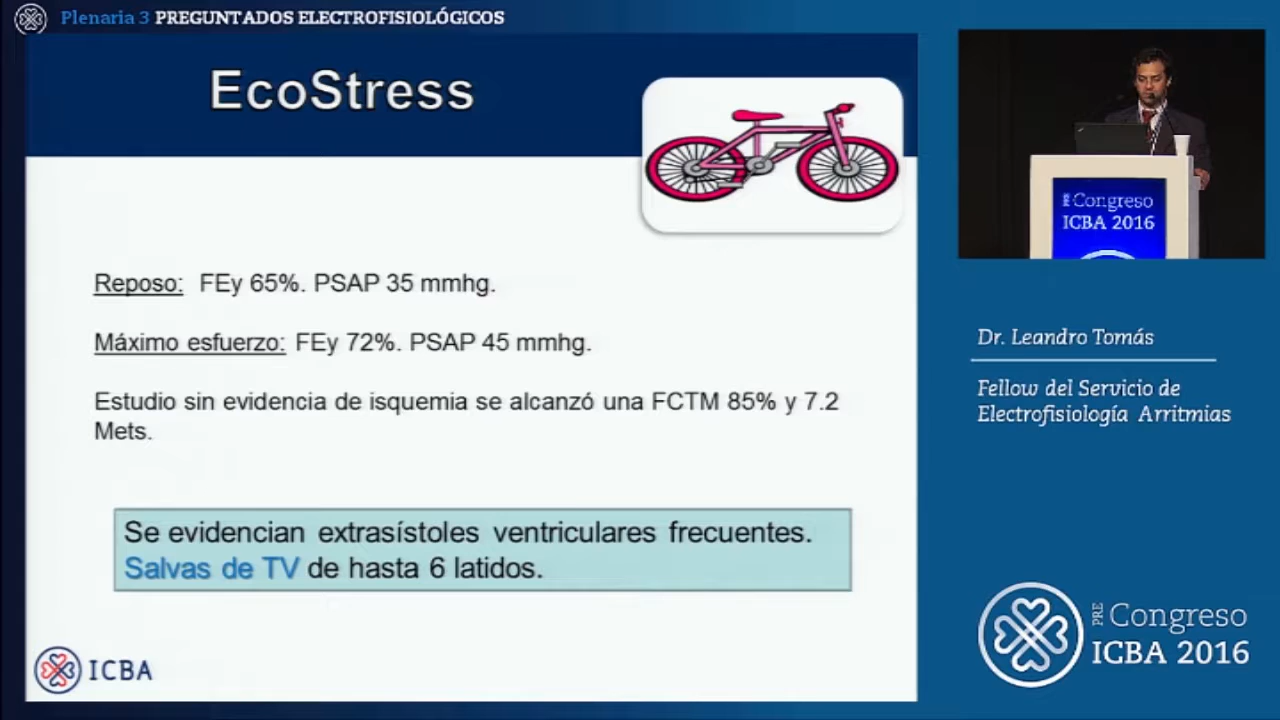 Plenaria 3 PREGUNTADOS ELECTROFISIOLÓGICOS
EcoStress
Reposo: FEy 65%. PSAP 35 mmhg.
Máximo esfuerzo: FEy 72%. PSAP 45 mmhg.
Estudio sin evidencia de isquemia se alcanzó una FCTM 85% y 7.2
Mets.
Se evidencian extrasístoles ventriculares frecuentes.
Salvas de TV de hasta 6 latidos.
ICBA
PRE Congreso
ICBA 2016
Dr. Leandro Tomás
Fellow del Servicio de
Electrofisiología Arritmias
PRE Congreso
ICBA 2016